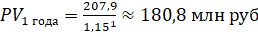 PV₁ года = 207,9 / 1,15¹ ≈ 180,8 млн руб